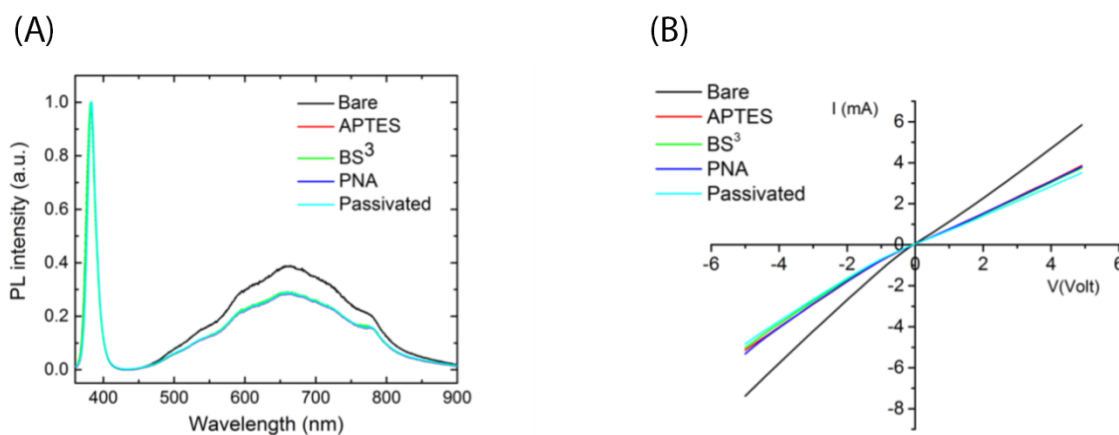 (A)
(B)
PL intensity (a.u.)
1.0
0.8
0.6
0.4
0.2
0.0
Bare
APTES
BS³
PNA
Passivated
400 500 600 700 800 900
Wavelength (nm)
Bare
APTES
BS³
PNA
Passivated
I (mA)
6
4
2
0
-2
-4
-6
-8
-6 -4 -2 0 2 4 6
V(Volt)